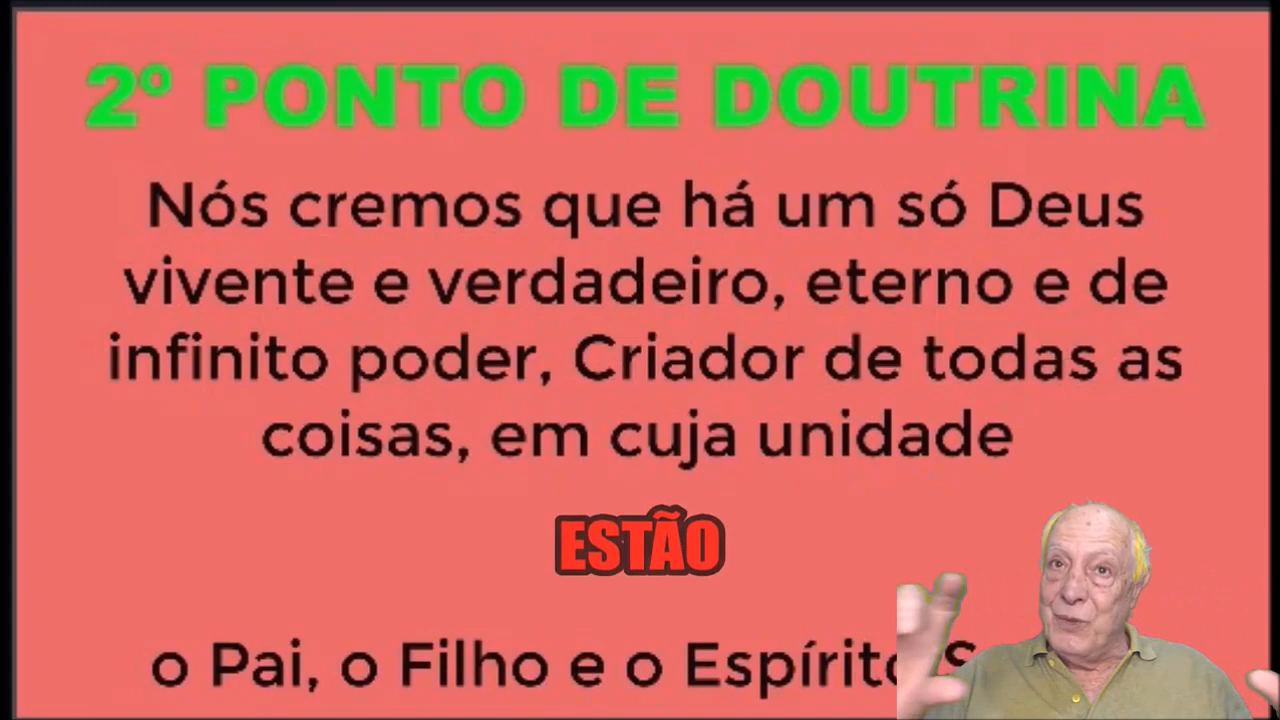 2º PONTO DE DOUTRINA
Nós cremos que há um só Deus
vivente e verdadeiro, eterno e de
infinito poder, Criador de todas as
coisas, em cuja unidade
ESTÃO
o Pai, o Filho e o Espírito